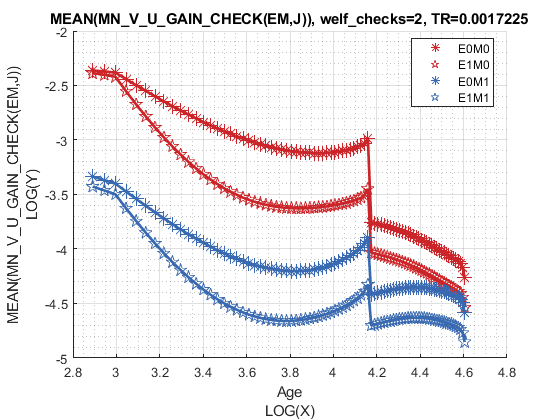 MEAN(MN_V_U_GAIN_CHECK(EM,J)), welf_checks=2, TR=0.0017225
MEAN(MN_V_U_GAIN_CHECK(EM,J))
LOG(Y)
-2
-2.5
-3
-3.5
-4
-4.5
-5
E0M0
E1M0
E0M1
E1M1
2.8
3
3.2
3.4
3.6
3.8
4
4.2
4.4
4.6
4.8
Age
LOG(X)